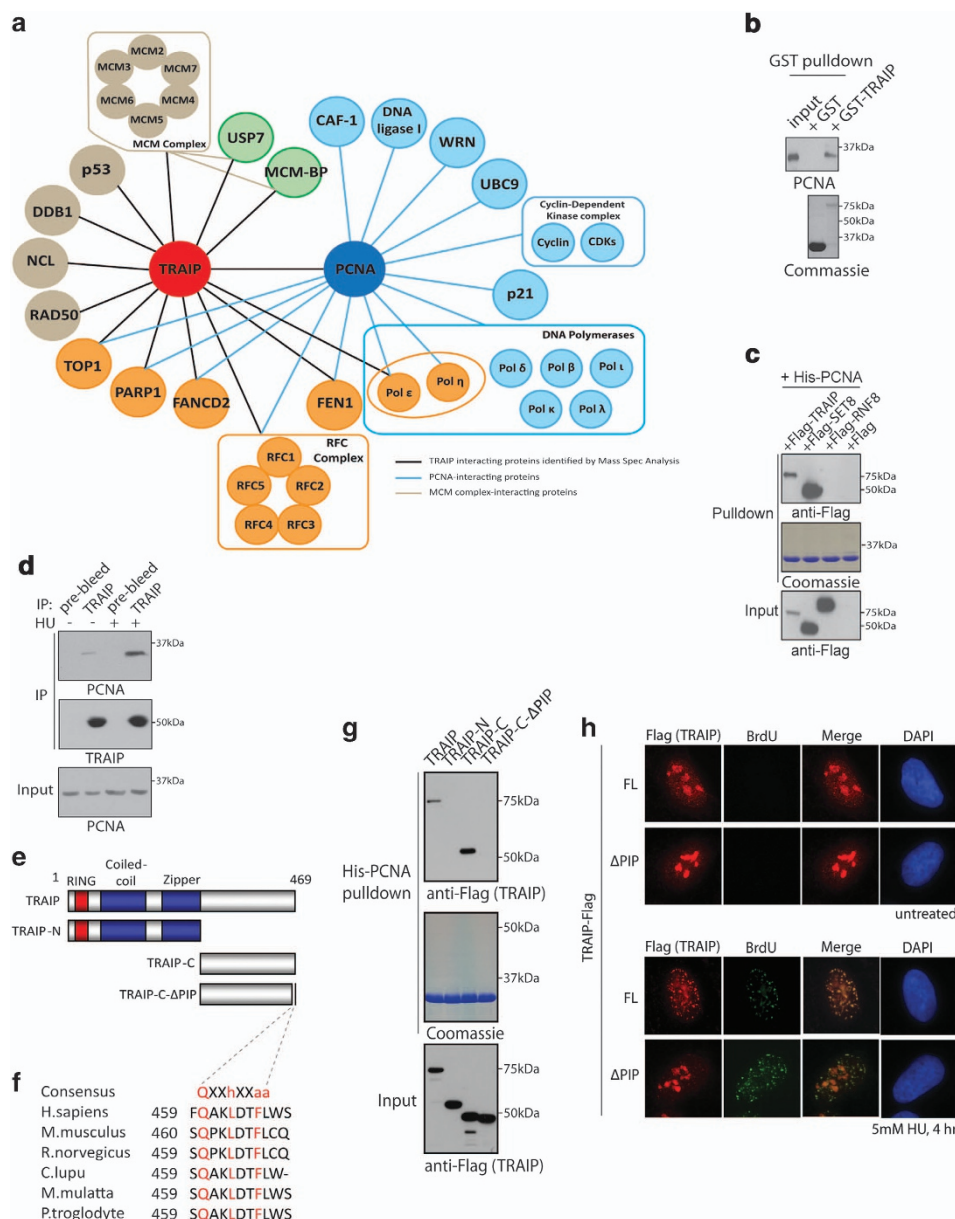 a
MCM2
MCM3
MCM7
MCM6
MCM4
MCM5
MCM Complex
USP7
MCM-BP
p53
DDB1
NCL
RAD50
TRAIP
TOP1
PARP1
FANCD2
FEN1
RFC Complex
RFC1
RFC5
RFC2
RFC4
RFC3
CAF-1
DNA ligase I
WRN
UBC9
Cyclin-Dependent
Kinase complex
Cyclin
CDKs
PCNA
p21
DNA Polymerases
Pol ε
Pol η
Pol δ
Pol β
Pol ι
Pol κ
Pol λ
TRAIP interacting proteins identified by Mass Spec Analysis
PCNA-interacting proteins
MCM complex-interacting proteins
b
GST pulldown
input
+ GST
+ GST-TRAIP
37kDa
PCNA
75kDa
50kDa
37kDa
Commassie
c
+ His-PCNA
+Flag-TRAIP
+Flag-SET8
+Flag-RNF8
+Flag
75kDa
50kDa
anti-Flag
Pulldown
37kDa
Coomassie
Input
75kDa
50kDa
anti-Flag
d
IP: pre-bleed TRAIP pre-bleed TRAIP
HU - - + +
37kDa
PCNA
IP
50kDa
TRAIP
Input
37kDa
PCNA
e
1 RING Coiled-coil Zipper 469
TRAIP
TRAIP-N
TRAIP-C
TRAIP-C-ΔPIP
f
Consensus QXXhXXaa
H.sapiens 459 FQAKLDTFLWS
M.musculus 460 SQPKLDTFLCQ
R.norvegicus 459 SQPKLDTFLCQ
C.lupu 459 SQAKLDTFLW-
M.mulatta 459 SQAKLDTFLWS
P.troglodyte 459 SQAKLDTFLWS
g
TRAIP
TRAIP-N
TRAIP-C
TRAIP-C-ΔPIP
75kDa
50kDa
anti-Flag (TRAIP)
His-PCNA
pulldown
50kDa
37kDa
Coomassie
Input
75kDa
50kDa
anti-Flag (TRAIP)
h
Flag (TRAIP) BrdU Merge DAPI
FL
ΔPIP
untreated
TRAIP-Flag
Flag (TRAIP) BrdU Merge DAPI
FL
ΔPIP
5mM HU, 4 hr